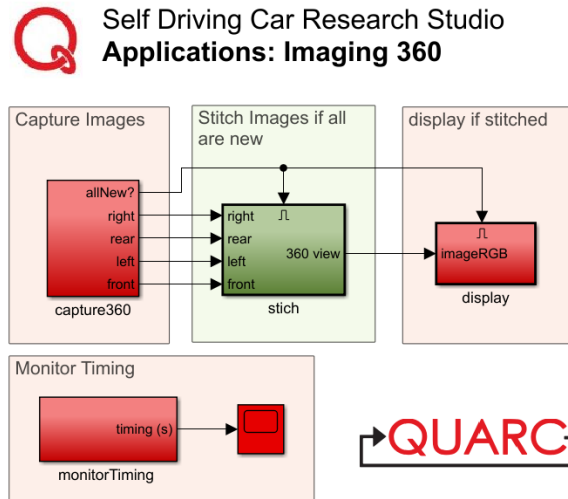 Self Driving Car Research Studio
Applications: Imaging 360
Capture Images
allNew?
right
rear
left
front
capture360
Stitch Images if all
are new
right
rear
left
front
360 view
stich
display if stitched
imageRGB
display
Monitor Timing
timing (s)
monitorTiming
QUARC